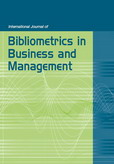 International Journal of
Bibliometrics in
Business and
Management